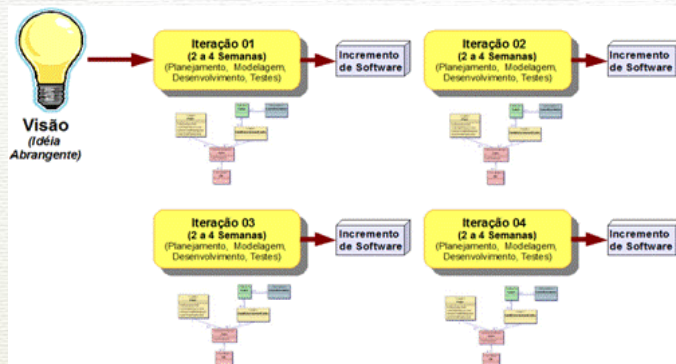 Visão
(Idéia
Abrangente)
Iteração 01
(2 a 4 Semanas)
(Planejamento, Modelagem,
Desenvolvimento, Testes)
Incremento
de Software
Iteração 02
(2 a 4 Semanas)
(Planejamento, Modelagem,
Desenvolvimento, Testes)
Incremento
de Software
Iteração 03
(2 a 4 Semanas)
(Planejamento, Modelagem,
Desenvolvimento, Testes)
Incremento
de Software
Iteração 04
(2 a 4 Semanas)
(Planejamento, Modelagem,
Desenvolvimento, Testes)
Incremento
de Software